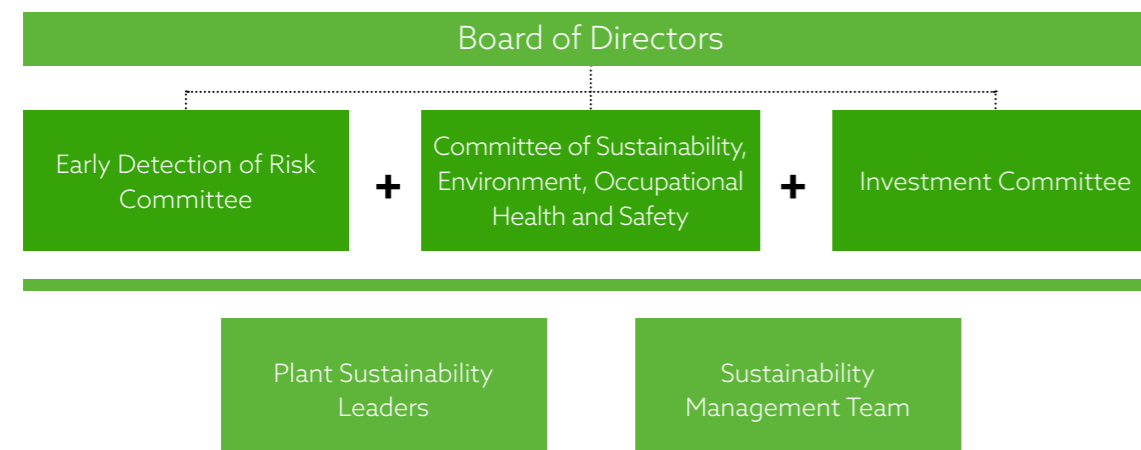 Board of Directors
Early Detection of Risk
Committee
+
Committee of Sustainability,
Environment, Occupational
Health and Safety
+
Investment Committee
Plant Sustainability
Leaders
Sustainability
Management Team